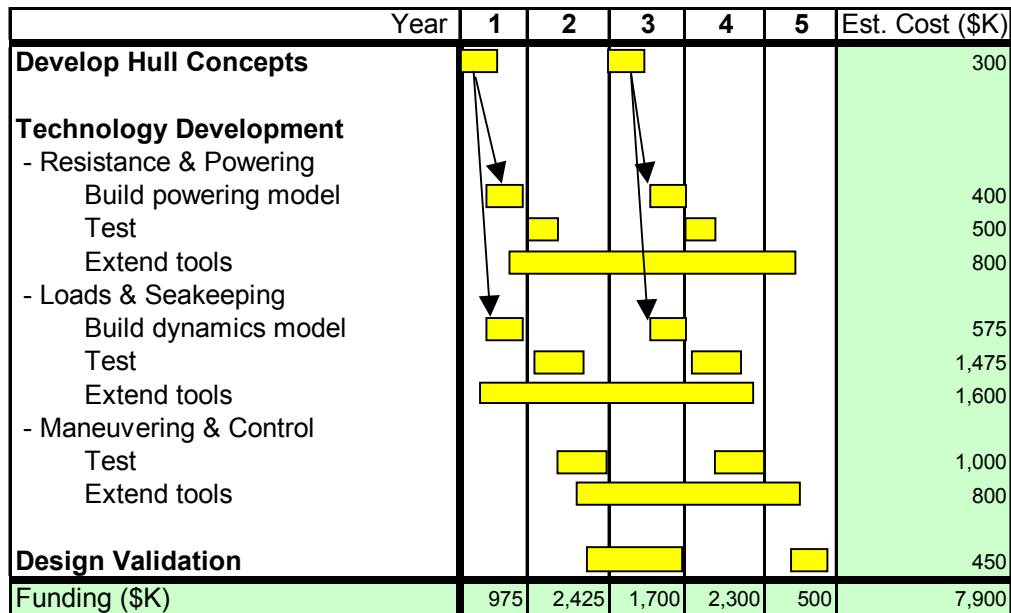 Year 1 2 3 4 5 Est. Cost ($K)
Develop Hull Concepts 300
Technology Development
- Resistance & Powering
Build powering model 400
Test 500
Extend tools 800
- Loads & Seakeeping
Build dynamics model 575
Test 1,475
Extend tools 1,600
- Maneuvering & Control
Test 1,000
Extend tools 800
Design Validation 450
Funding ($K) 975 2,425 1,700 2,300 500 7,900